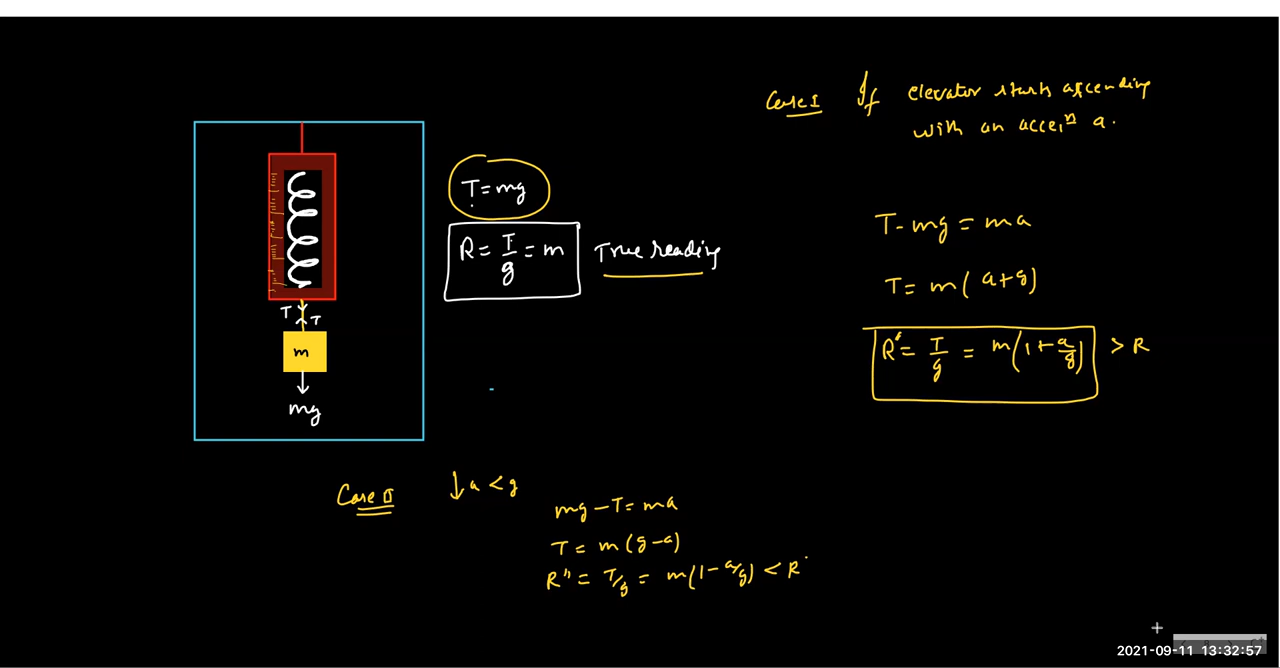 Case I If elevator starts ascending
with an acceln a.
T = mg
R = T/g = m True reading
T - mg = ma
T = m(a+g)
R' = T/g = m(1 + a/g) > R
T T
m
mg
Case II ↓a < g
mg - T = ma
T = m(g-a)
R" = T/g = m(1 - a/g) < R
2021-09-11 13:32:57